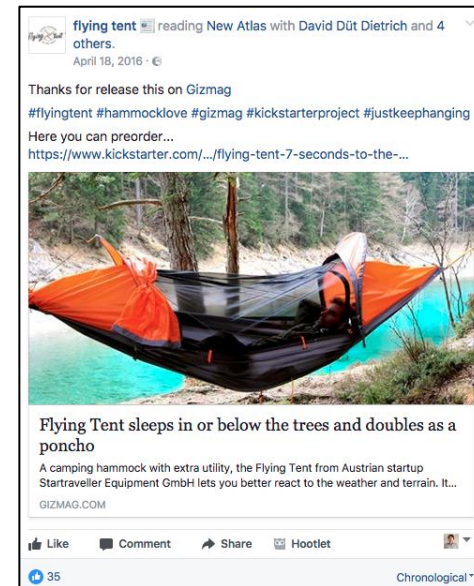 flying tent reading New Atlas with David Düt Dietrich and 4
others.
April 18, 2016 ·
Thanks for release this on Gizmag
#flyingtent #hammocklove #gizmag #kickstarterproject #justkeephanging
Here you can preorder...
https://www.kickstarter.com/.../flying-tent-7-seconds-to-the-...
Flying Tent sleeps in or below the trees and doubles as a
poncho
A camping hammock with extra utility, the Flying Tent from Austrian startup
Startraveller Equipment GmbH lets you better react to the weather and terrain. It...
GIZMAG.COM
Like Comment Share Hootlet
35 Chronological